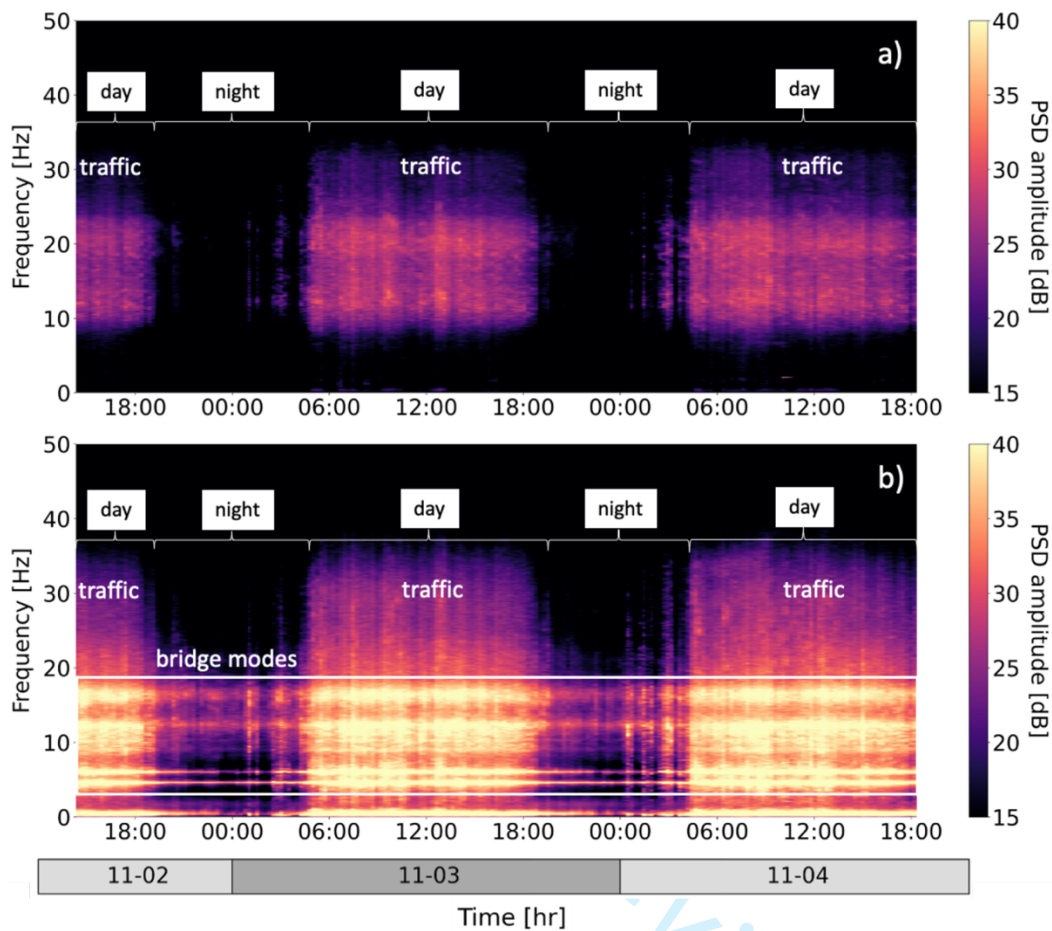 50
40
30
20
10
0
Frequency [Hz]
a)
day
night
day
night
day
traffic
traffic
traffic
18:00 00:00 06:00 12:00 18:00 00:00 06:00 12:00 18:00
40
35
30
25
20
15
PSD amplitude [dB]
50
40
30
20
10
0
Frequency [Hz]
b)
day
night
day
night
day
traffic
traffic
traffic
bridge modes
18:00 00:00 06:00 12:00 18:00 00:00 06:00 12:00 18:00
40
35
30
25
20
15
PSD amplitude [dB]
11-02 11-03 11-04
Time [hr]